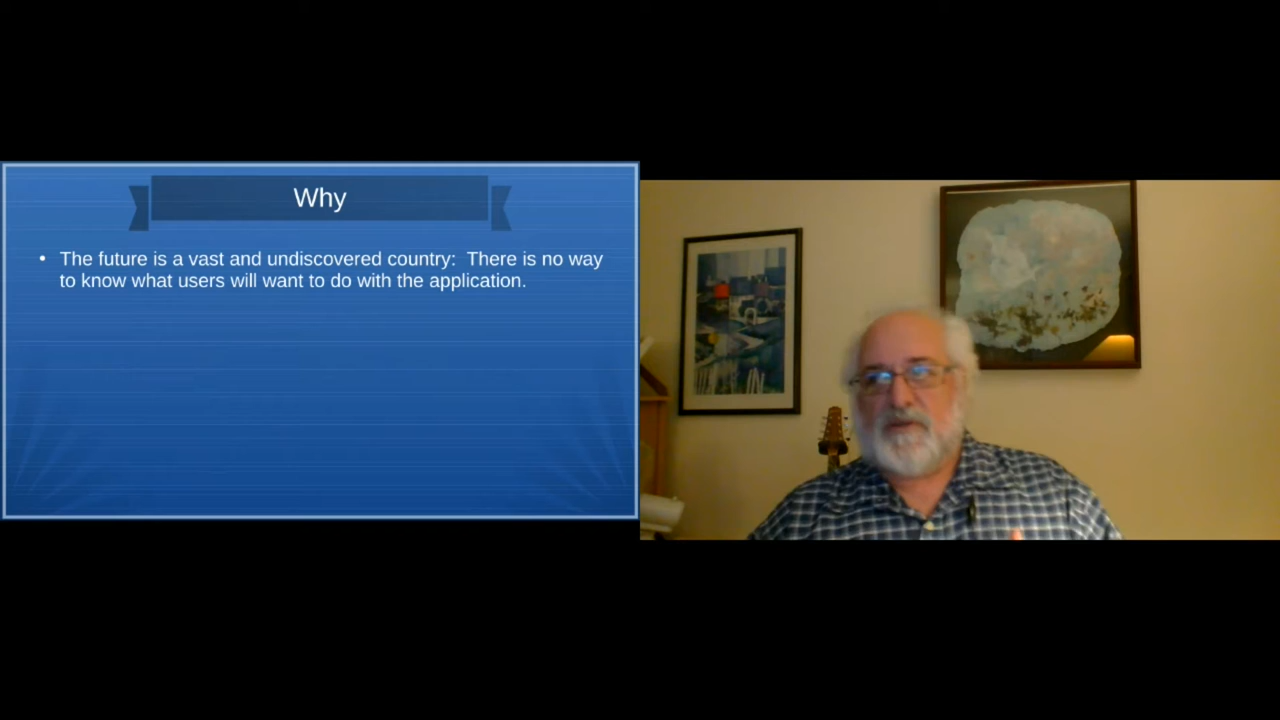 Why
• The future is a vast and undiscovered country:  There is no way
to know what users will want to do with the application.